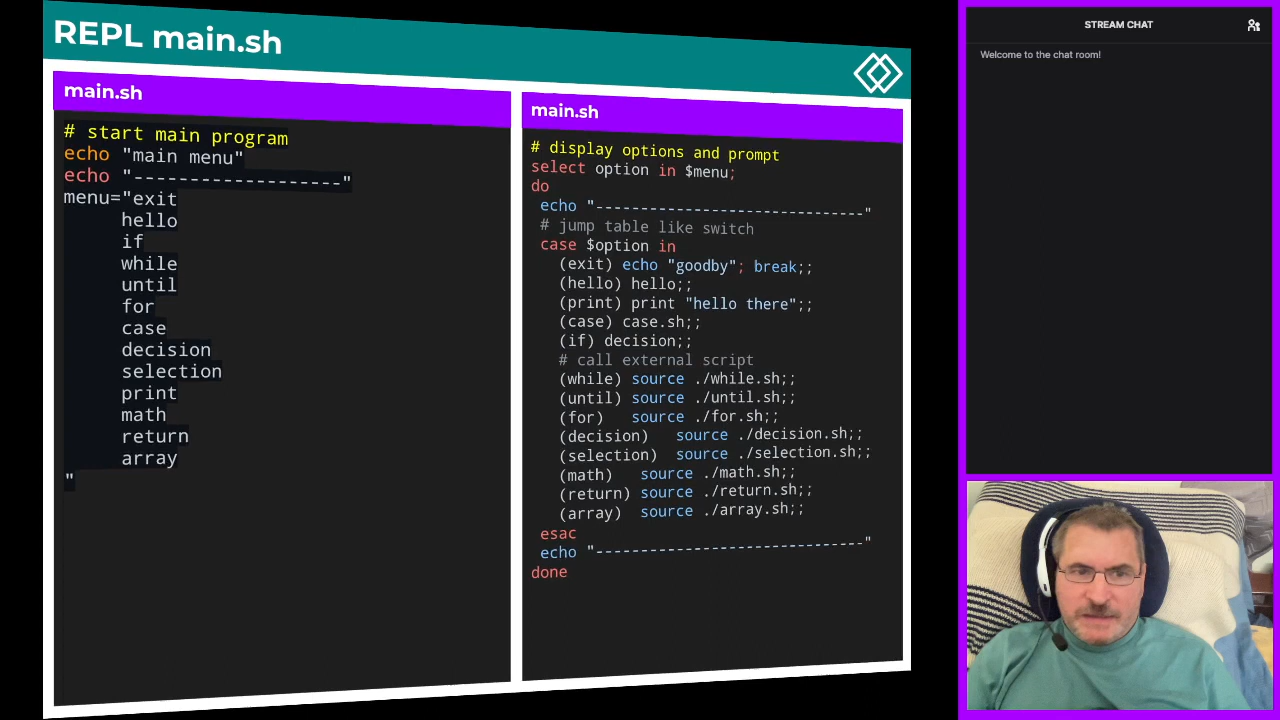 REPL main.sh
main.sh
# start main program
echo "main menu"
echo "-------------------"
menu="exit
hello
if
while
until
for
case
decision
selection
print
math
return
array
"
main.sh
# display options and prompt
select option in $menu;
do
echo "------------------------------"
# jump table like switch
case $option in
(exit) echo "goodby"; break;;
(hello) hello;;
(print) print "hello there";;
(case) case.sh;;
(if) decision;;
# call external script
(while) source ./while.sh;;
(until) source ./until.sh;;
(for) source ./for.sh;;
(decision) source ./decision.sh;;
(selection) source ./selection.sh;;
(math) source ./math.sh;;
(return) source ./return.sh;;
(array) source ./array.sh;;
esac
echo "------------------------------"
done
STREAM CHAT
Welcome to the chat room!